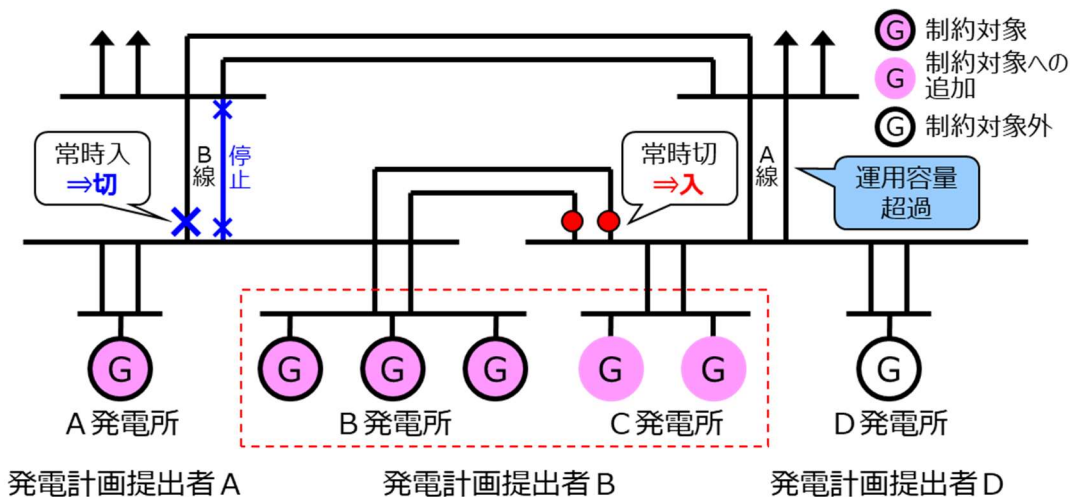 G 制約対象
G 制約対象への
追加
G 制約対象外
常時入
⇒切
B線
停止
常時切
⇒入
A線
運用容量
超過
G
G
G
G
G
G
G
A発電所
B発電所
C発電所
D発電所
発電計画提出者A
発電計画提出者B
発電計画提出者D